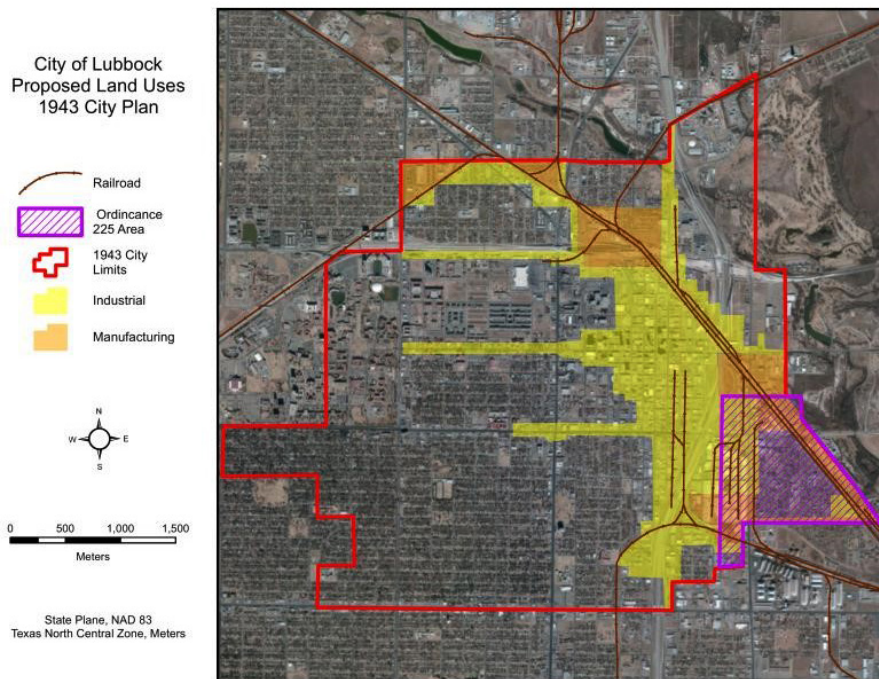 City of Lubbock
Proposed Land Uses
1943 City Plan
Railroad
Ordincance
225 Area
1943 City
Limits
Industrial
Manufacturing
N
W
E
S
0 500 1,000 1,500
Meters
State Plane, NAD 83
Texas North Central Zone, Meters